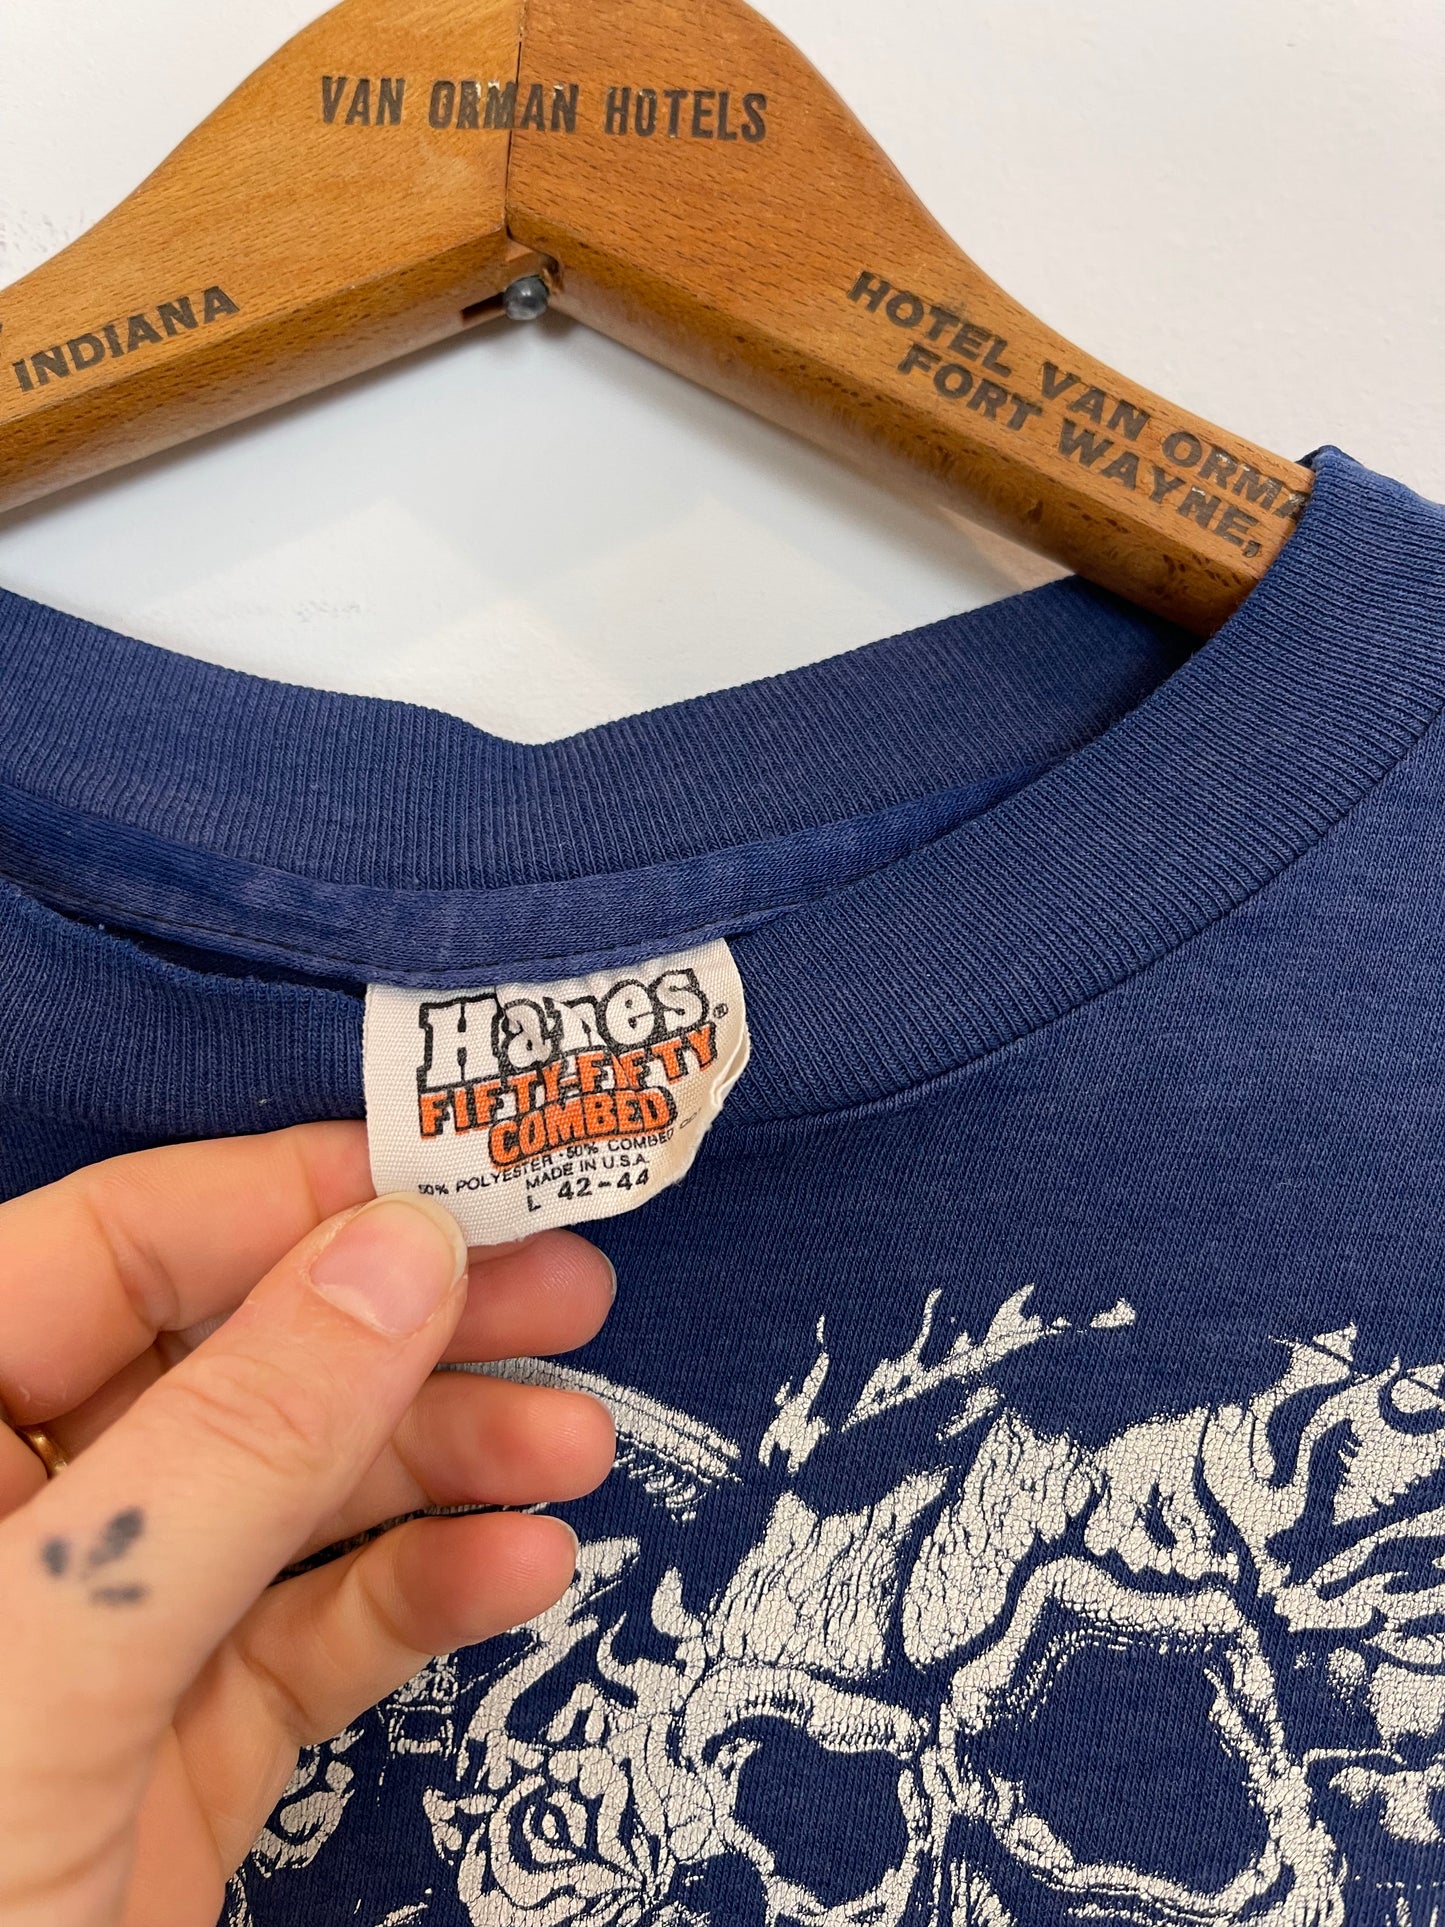 VAN ORMAN HOTELS
INDIANA
HOTEL VAN ORMA
FORT WAYNE,
Hanes®
FIFTY-FIFTY
COMBED
50% POLYESTER · 50% COMBED
MADE IN U.S.A.
L 42-44